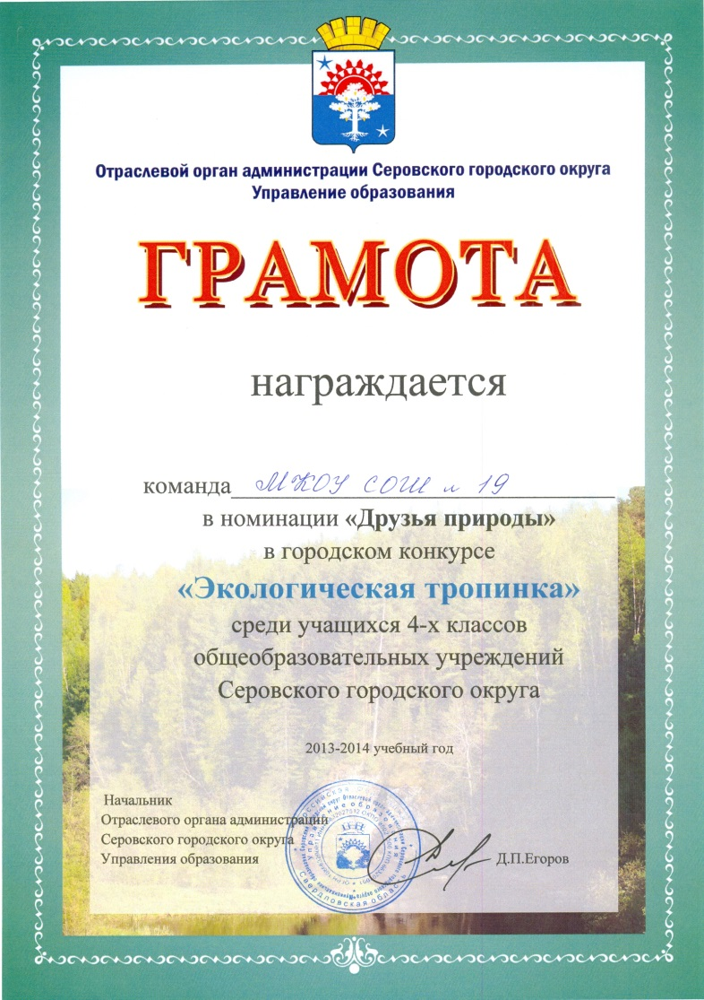 Отраслевой орган администрации Серовского городского округа
Управление образования
ГРАМОТА
награждается
команда МКОУ СОШ № 19
в номинации «Друзья природы»
в городском конкурсе
«Экологическая тропинка»
среди учащихся 4-х классов
общеобразовательных учреждений
Серовского городского округа
2013-2014 учебный год
Начальник
Отраслевого органа администрации
Серовского городского округа
Управления образования
Д.П.Егоров
Свердловская область